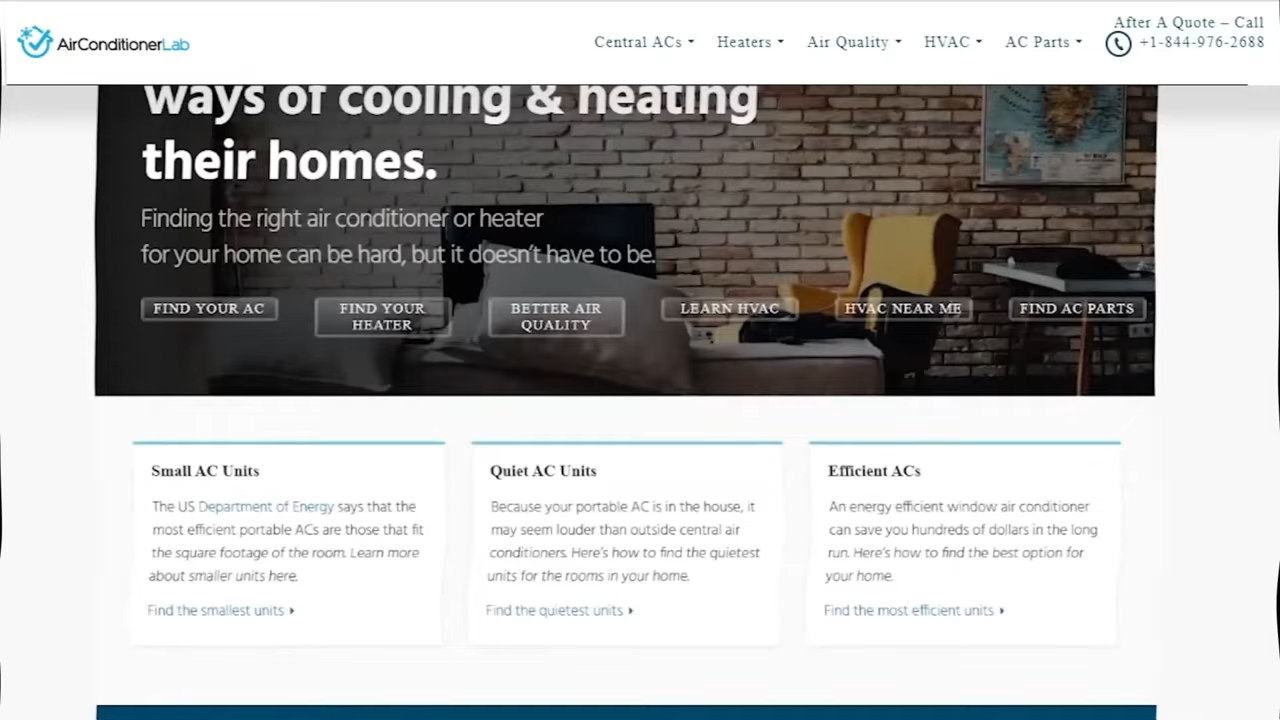 AirConditionerLab
Central ACs
Heaters
Air Quality
HVAC
AC Parts
After A Quote – Call
+1-844-976-2688
ways of cooling & heating
their homes.
Finding the right air conditioner or heater
for your home can be hard, but it doesn't have to be.
FIND YOUR AC
FIND YOUR
HEATER
BETTER AIR
QUALITY
LEARN HVAC
HVAC NEAR ME
FIND AC PARTS
Small AC Units
The US Department of Energy says that the
most efficient portable ACs are those that fit
the square footage of the room. Learn more
about smaller units here.
Find the smallest units
Quiet AC Units
Because your portable AC is in the house, it
may seem louder than outside central air
conditioners. Here's how to find the quietest
units for the rooms in your home.
Find the quietest units
Efficient ACs
An energy efficient window air conditioner
can save you hundreds of dollars in the long
run. Here's how to find the best option for
your home.
Find the most efficient units